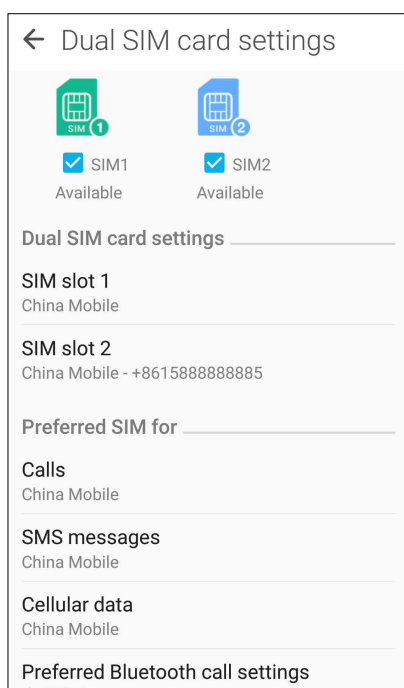 Dual SIM card settings
SIM 1 SIM 2
SIM1 SIM2
Available Available
Dual SIM card settings
SIM slot 1
China Mobile
SIM slot 2
China Mobile - +8615888888885
Preferred SIM for
Calls
China Mobile
SMS messages
China Mobile
Cellular data
China Mobile
Preferred Bluetooth call settings